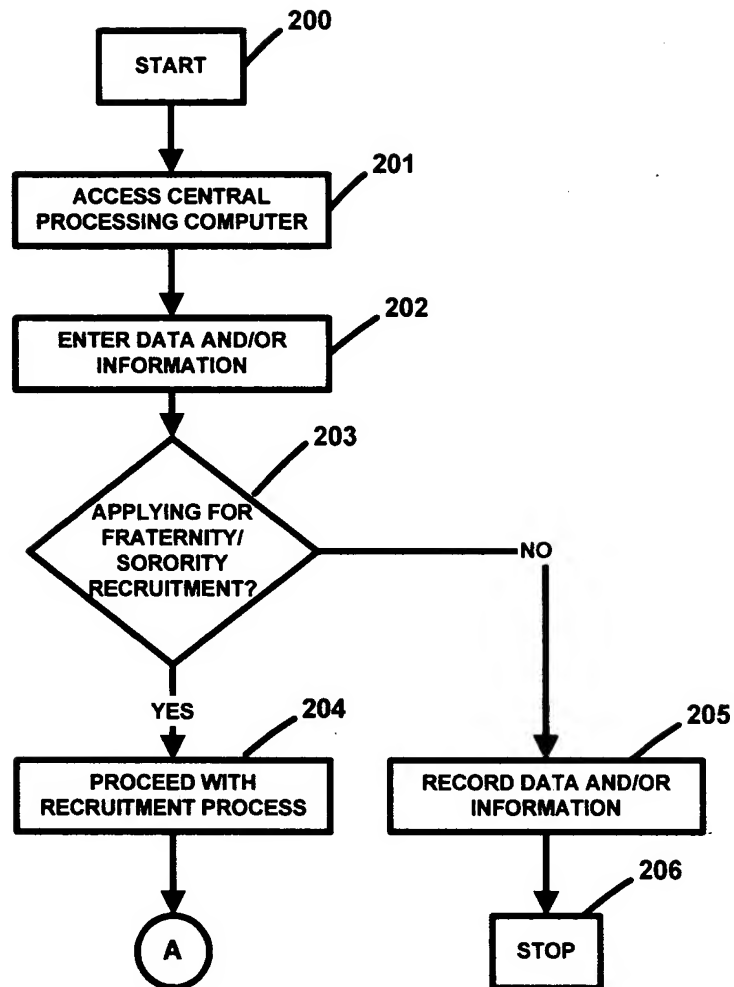 200
START
201
ACCESS CENTRAL
PROCESSING COMPUTER
202
ENTER DATA AND/OR
INFORMATION
203
APPLYING FOR
FRATERNITY/
SORORITY
RECRUITMENT?
NO
YES
204
PROCEED WITH
RECRUITMENT PROCESS
205
RECORD DATA AND/OR
INFORMATION
206
A
STOP